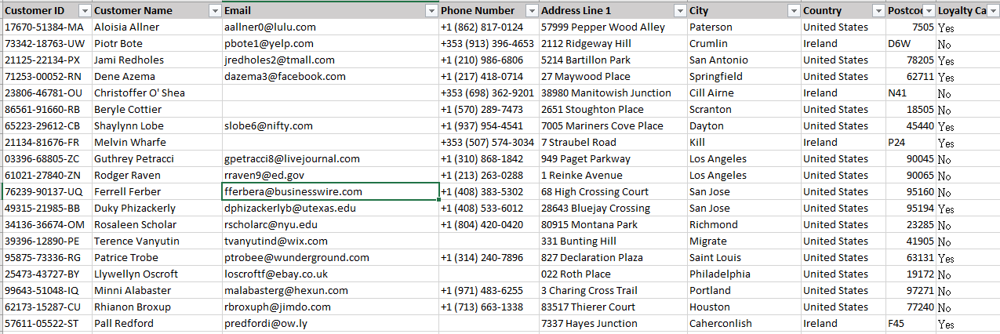 Customer ID Customer Name Email Phone Number Address Line 1 City Country Postcod Loyalty Ca
17670-51384-MA Aloisia Allner aallner0@lulu.com +1 (862) 817-0124 57999 Pepper Wood Alley Paterson United States 7505 Yes
73342-18763-UW Piotr Bote pbote1@yelp.com +353 (913) 396-4653 2112 Ridgeway Hill Crumlin Ireland D6W No
21125-22134-PX Jami Redholes jredholes2@tmall.com +1 (210) 986-6806 5214 Bartillon Park San Antonio United States 78205 Yes
71253-00052-RN Dene Azema dazema3@facebook.com +1 (217) 418-0714 27 Maywood Place Springfield United States 62711 Yes
23806-46781-OU Christoffer O' Shea +353 (698) 362-9201 38980 Manitowish Junction Cill Airne Ireland N41 No
86561-91660-RB Beryle Cottier +1 (570) 289-7473 2651 Stoughton Place Scranton United States 18505 No
65223-29612-CB Shaylynn Lobe slobe6@nifty.com +1 (937) 954-4541 7005 Mariners Cove Place Dayton United States 45440 Yes
21134-81676-FR Melvin Wharfe +353 (507) 574-3034 7 Straubel Road Kill Ireland P24 Yes
03396-68805-ZC Guthrey Petracci gpetracci8@livejournal.com +1 (310) 868-1842 949 Paget Parkway Los Angeles United States 90045 No
61021-27840-ZN Rodger Raven rraven9@ed.gov +1 (213) 263-0288 1 Reinke Avenue Los Angeles United States 90065 No
76239-90137-UQ Ferrell Ferber fferbera@businesswire.com +1 (408) 383-5302 68 High Crossing Court San Jose United States 95160 No
49315-21985-BB Duky Phizackerly dphizackerlyb@utexas.edu +1 (408) 533-6012 28643 Bluejay Crossing San Jose United States 95194 Yes
34136-36674-OM Rosaleen Scholar rscholarc@nyu.edu +1 (804) 420-0420 80915 Montana Park Richmond United States 23285 No
39396-12890-PE Terence Vanyutin tvanyutind@wix.com 331 Bunting Hill Migrate United States 41905 No
95875-73336-RG Patrice Trobe ptrobee@wunderground.com +1 (314) 240-7896 827 Declaration Plaza Saint Louis United States 63131 Yes
25473-43727-BY Llywellyn Oscroft loscroftf@ebay.co.uk 022 Roth Place Philadelphia United States 19172 No
99643-51048-IQ Minni Alabaster malabasterg@hexun.com +1 (971) 483-6255 3 Charing Cross Trail Portland United States 97271 No
62173-15287-CU Rhianon Broxup rbroxuph@jimdo.com +1 (713) 663-1338 83517 Thierer Court Houston United States 77240 No
57611-05522-ST Pall Redford predfordi@ow.ly 7337 Hayes Junction Caherconlish Ireland F45 Yes